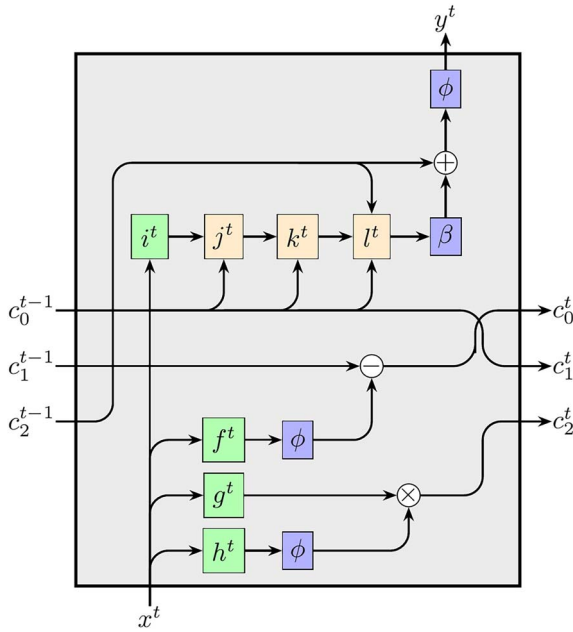 y^t
ϕ
+
i^t j^t k^t l^t β
c_0^{t−1} c_0^t
c_1^{t−1} − c_1^t
c_2^{t−1} c_2^t
f^t ϕ
g^t ×
h^t ϕ
x^t